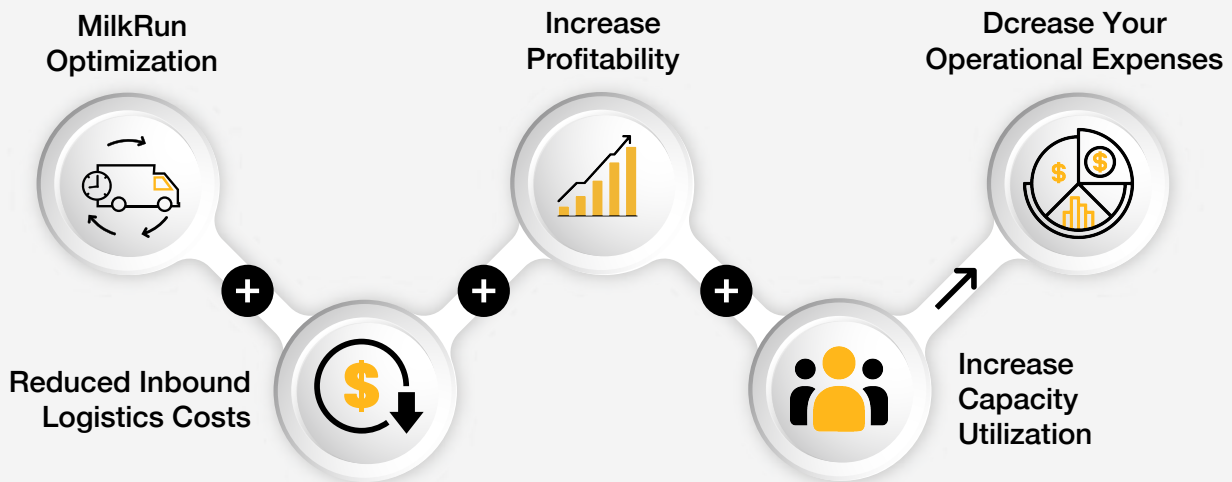 MilkRun
Optimization
Increase
Profitability
Dcrease Your
Operational Expenses
Reduced Inbound
Logistics Costs
$
Increase
Capacity
Utilization
$
$